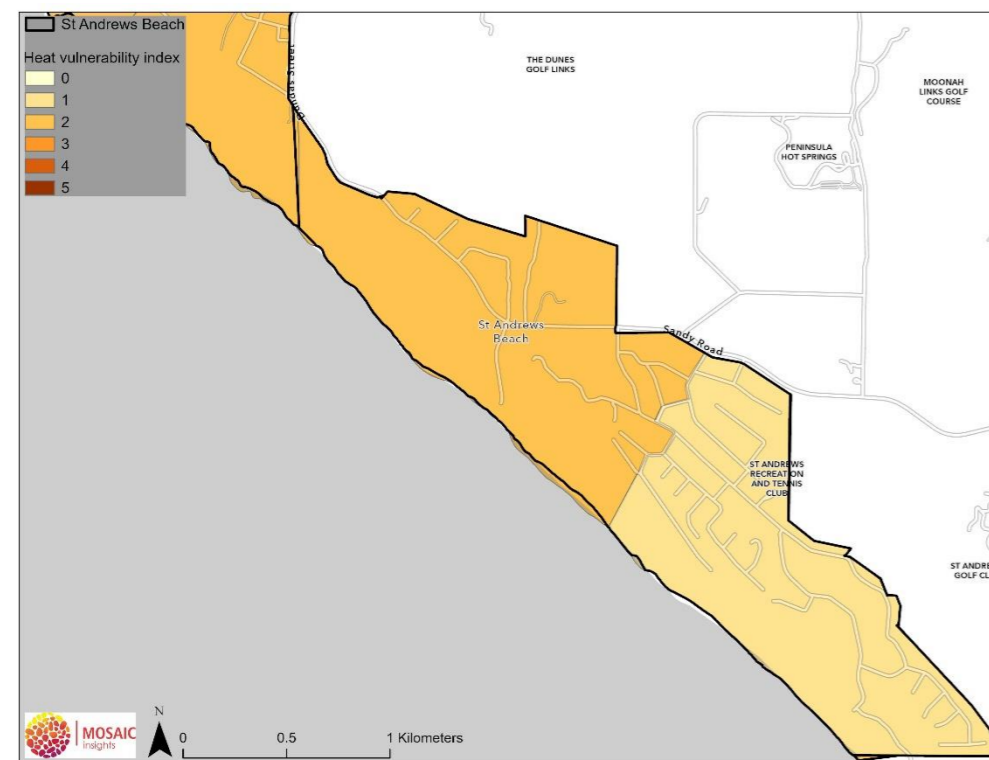 St Andrews Beach
Heat vulnerability index
0
1
2
3
4
5
Dundas Street
THE DUNES
GOLF LINKS
MOONAH
LINKS GOLF
COURSE
PENINSULA
HOT SPRINGS
St Andrews
Beach
Sandy Road
ST ANDREWS
RECREATION
AND TENNIS
CLUB
ST ANDRE
GOLF CL
MOSAIC
insights
N
0
0.5
1 Kilometers